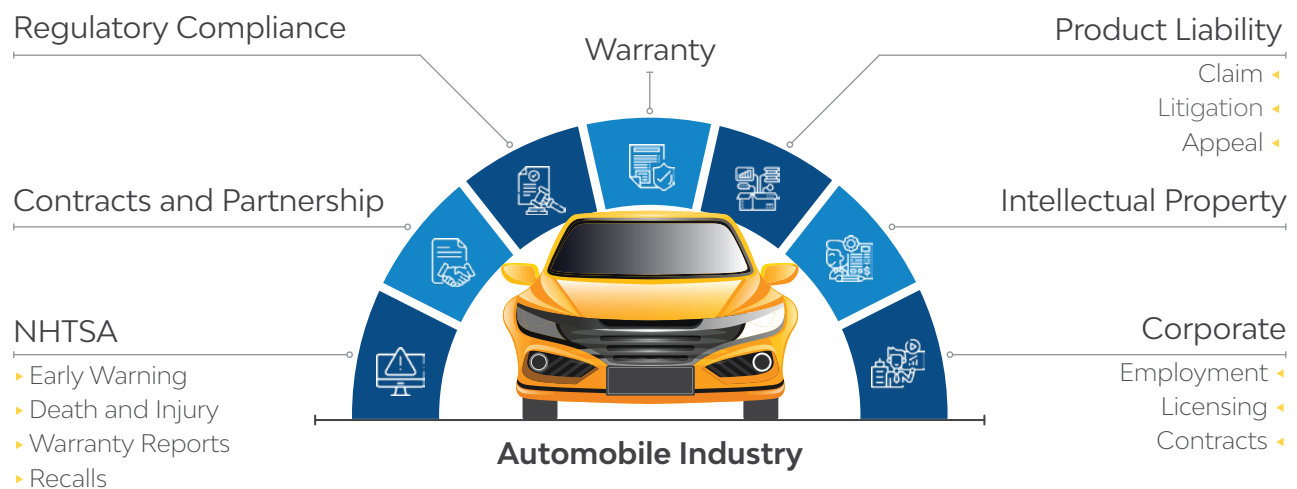 Regulatory Compliance
Warranty
Product Liability
Claim
Litigation
Appeal
Contracts and Partnership
Intellectual Property
NHTSA
Early Warning
Death and Injury
Warranty Reports
Recalls
Corporate
Employment
Licensing
Contracts
Automobile Industry